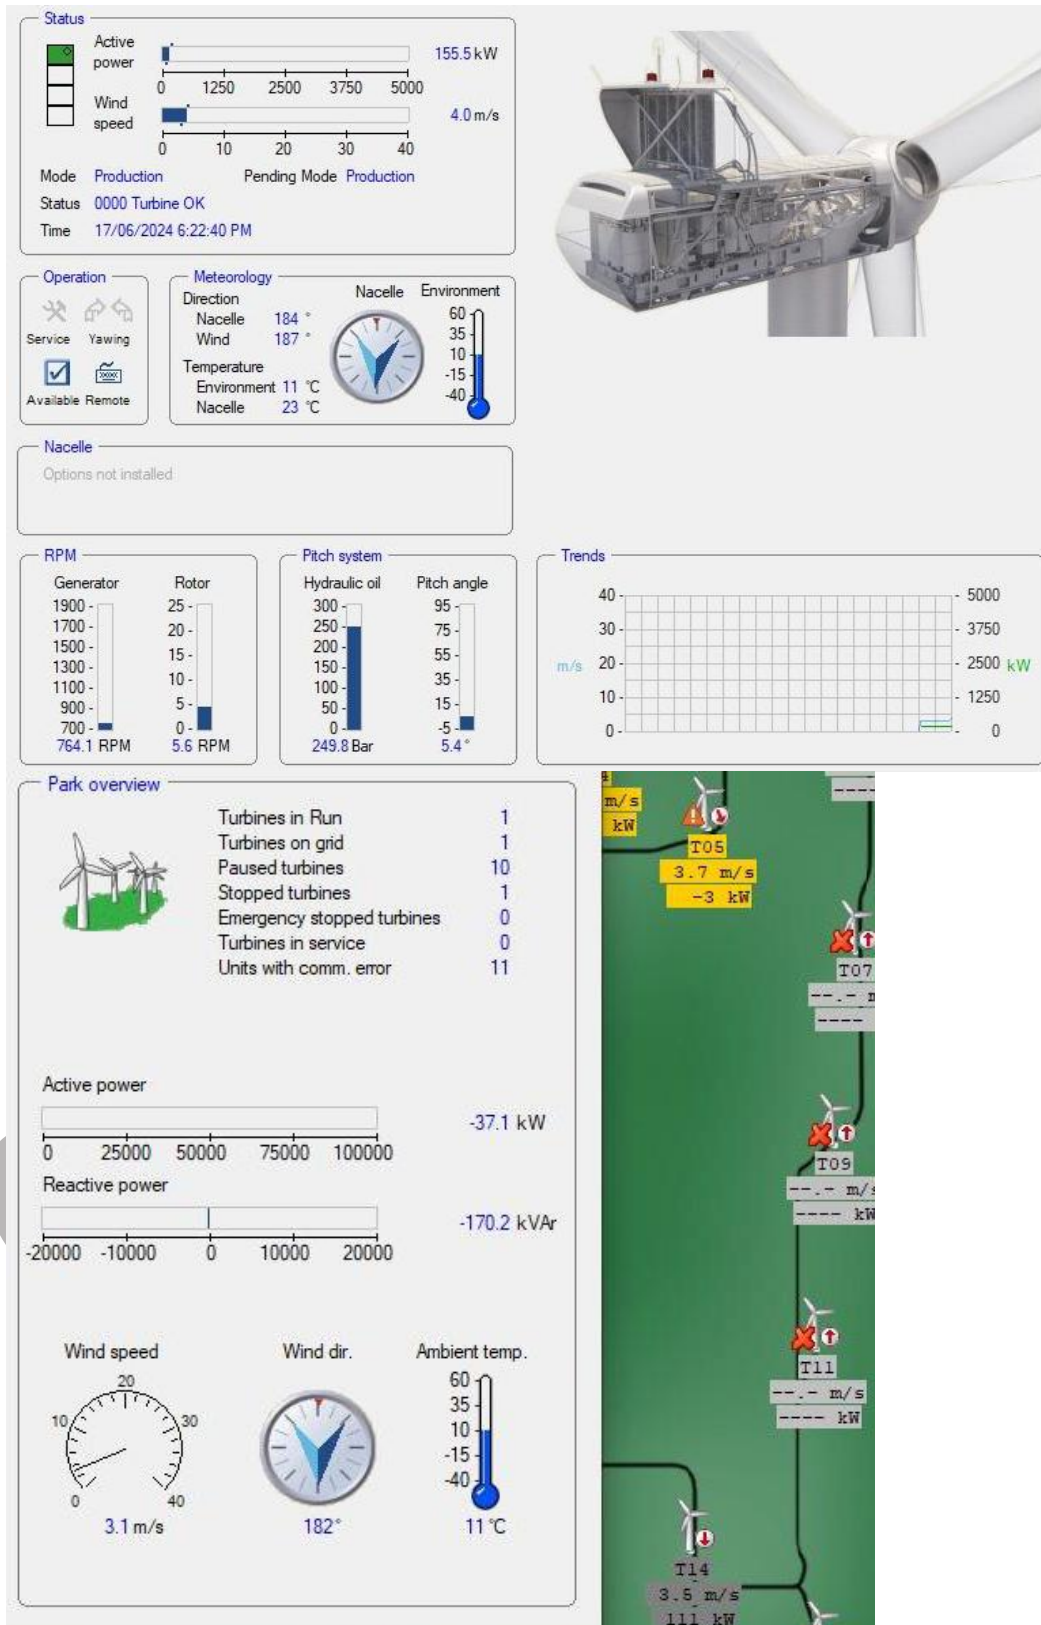 Status
Active power 155.5 kW
0 1250 2500 3750 5000
Wind speed 4.0 m/s
0 10 20 30 40
Mode Production Pending Mode Production
Status 0000 Turbine OK
Time 17/06/2024 6:22:40 PM
Operation
Service Yawing
Available Remote
Meteorology
Direction
Nacelle 184 °
Wind 187 °
Temperature
Environment 11 °C
Nacelle 23 °C
Nacelle
Environment
60
35
10
-15
-40
Nacelle
Options not installed
RPM
Generator
1900 -
1700 -
1500 -
1300 -
1100 -
900 -
700 -
764.1 RPM
Rotor
25 -
20 -
15 -
10 -
5 -
0 -
5.6 RPM
Pitch system
Hydraulic oil
300 -
250 -
200 -
150 -
100 -
50 -
0 -
249.8 Bar
Pitch angle
95 -
75 -
55 -
35 -
15 -
-5 -
5.4 °
Trends
40 - - 5000
30 - - 3750
m/s 20 - - 2500 kW
10 - - 1250
0 - - 0
Park overview
Turbines in Run 1
Turbines on grid 1
Paused turbines 10
Stopped turbines 1
Emergency stopped turbines 0
Turbines in service 0
Units with comm. error 11
Active power
-37.1 kW
0 25000 50000 75000 100000
Reactive power
-170.2 kVAr
-20000 -10000 0 10000 20000
Wind speed
0 10 20 30 40
3.1 m/s
Wind dir.
182°
Ambient temp.
60
35
10
-15
-40
11 °C
m/s
kW
T05
3.7 m/s
-3 kW
----
T07
--.-
----
T09
--.- m/s
---- kW
T11
--.- m/s
---- kW
T14
3.5 m/s
111 kW